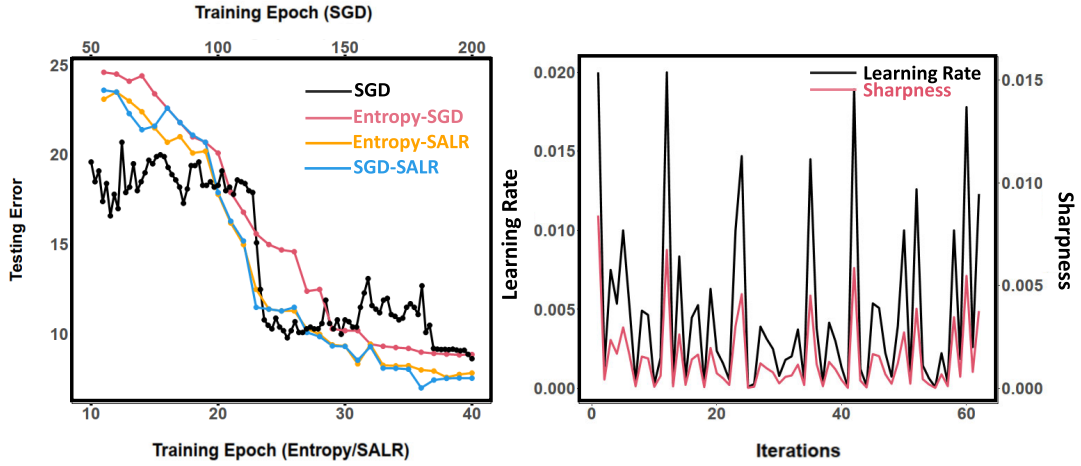 Training Epoch (SGD)
50 100 150 200
Testing Error
25
20
15
10
SGD
Entropy-SGD
Entropy-SALR
SGD-SALR
10 20 30 40
Training Epoch (Entropy/SALR)
Learning Rate
0.020
0.015
0.010
0.005
0.000
Learning Rate
Sharpness
0.015
0.010
0.005
0.000
Sharpness
0 20 40 60
Iterations